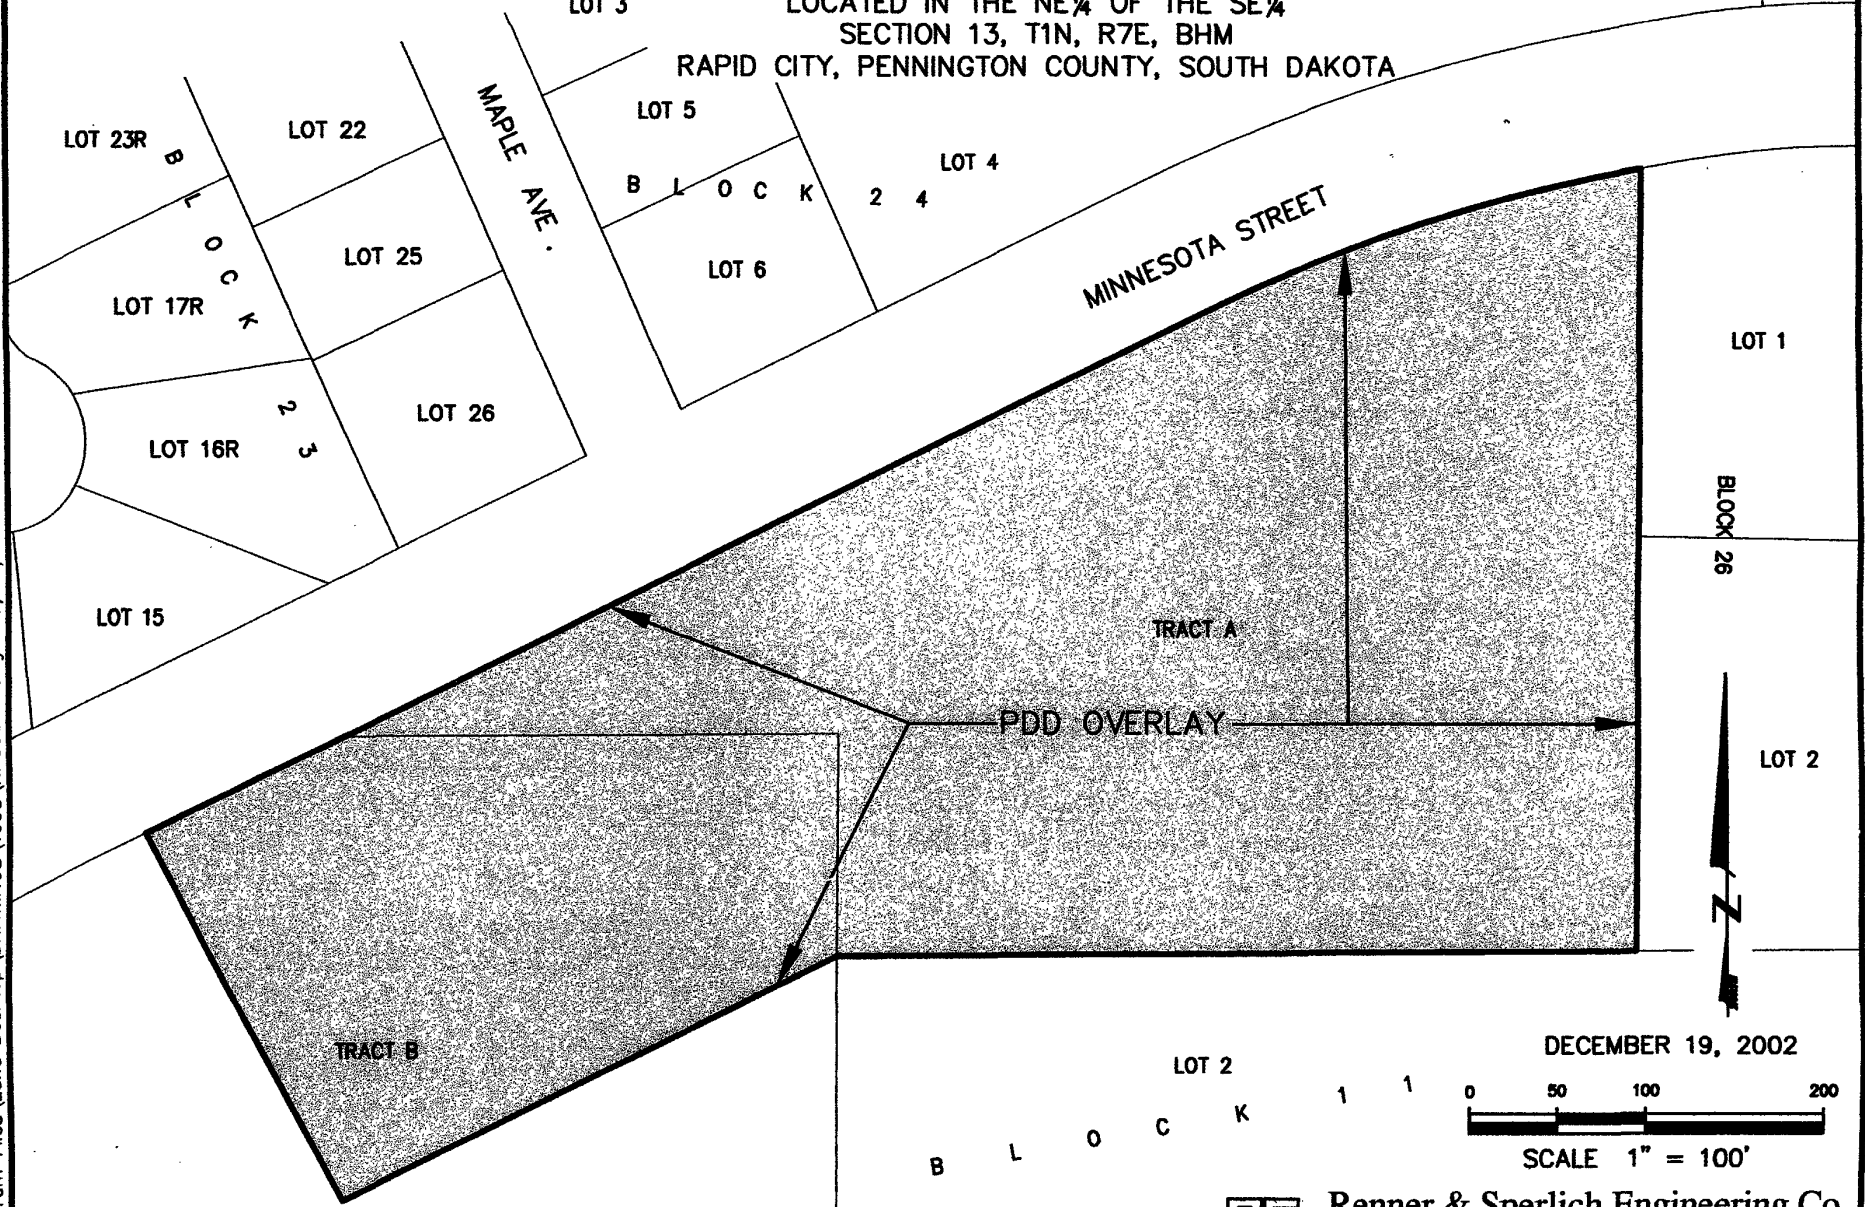 LOT 3
LOCATED IN THE NE¼ OF THE SE¼
SECTION 13, T1N, R7E, BHM
RAPID CITY, PENNINGTON COUNTY, SOUTH DAKOTA
LOT 23R
LOT 22
MAPLE AVE.
LOT 5
LOT 4
BLOCK 24
BLOCK 23
LOT 25
LOT 6
LOT 17R
MINNESOTA STREET
LOT 26
LOT 16R
LOT 1
BLOCK 26
LOT 15
TRACT A
PDD OVERLAY
LOT 2
N
TRACT B
LOT 2
BLOCK 11
DECEMBER 19, 2002
0 50 100 200
SCALE 1" = 100'
Renner & Sperlich Engineering Co